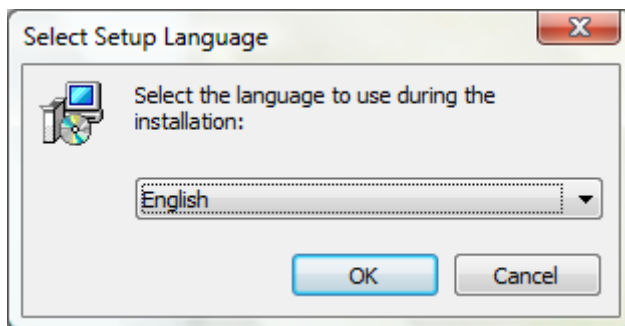 Select Setup Language
Select the language to use during the
installation:
English
OK
Cancel